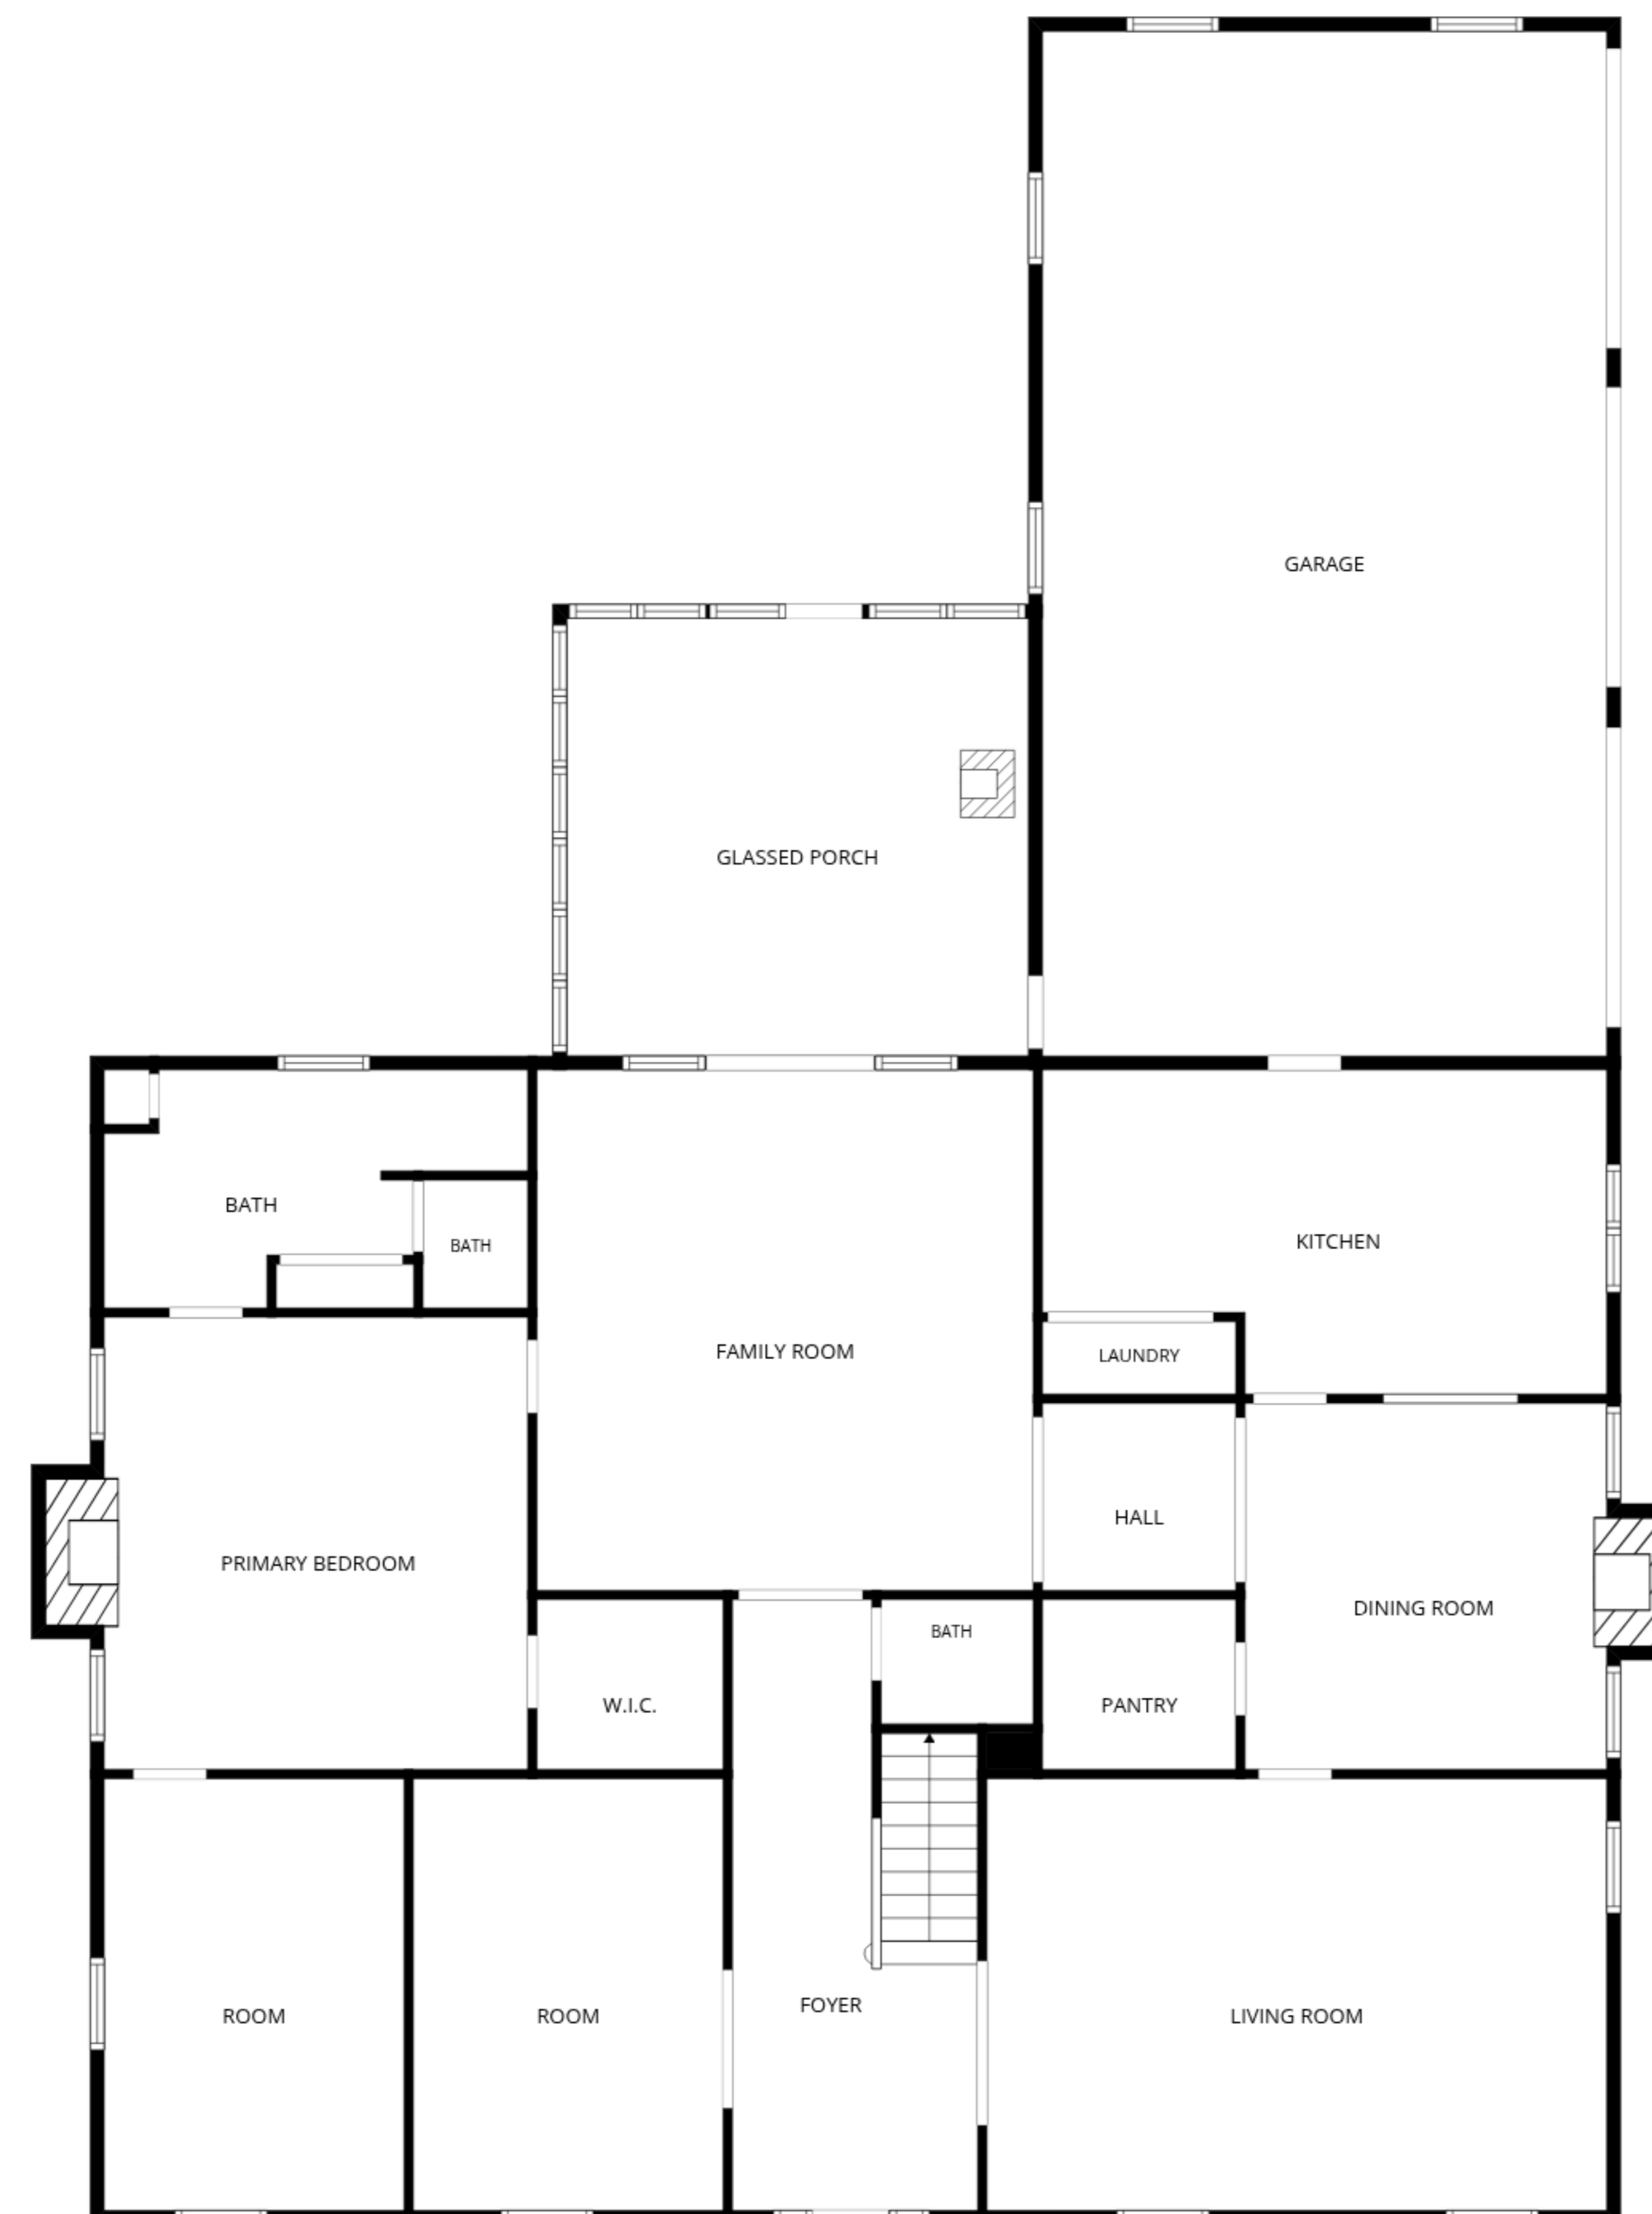 GARAGE
GLASSED PORCH
BATH
KITCHEN
BATH
FAMILY ROOM
LAUNDRY
HALL
PRIMARY BEDROOM
DINING ROOM
BATH
W.I.C.
PANTRY
FOYER
ROOM
ROOM
LIVING ROOM